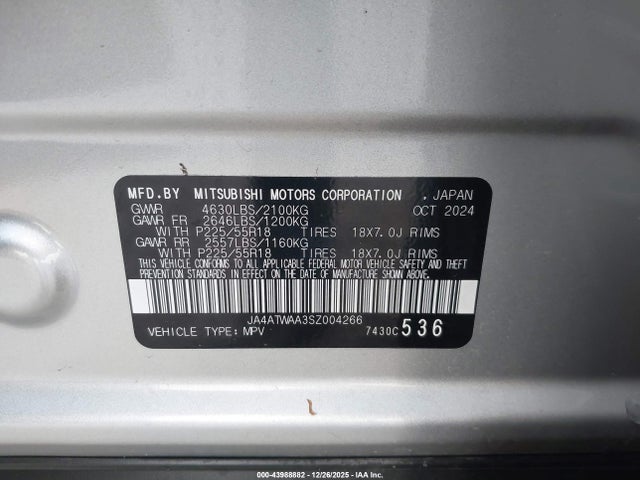 MFD.BY MITSUBISHI MOTORS CORPORATION . JAPAN
GVWR 4630LBS/2100KG OCT 2024
GAWR FR 2646LBS/1200KG
WITH P225/55R18 TIRES 18X7.0J RIMS
GAWR RR 2557LBS/1160KG
WITH P225/55R18 TIRES 18X7.0J RIMS
THIS VEHICLE CONFORMS TO ALL APPLICABLE FEDERAL MOTOR VEHICLE SAFETY AND THEFT
PREVENTION STANDARDS IN EFFECT ON THE DATE OF MANUFACTURE SHOWN ABOVE.
JA4ATWAA3SZ004266
VEHICLE TYPE:MPV 7430C 536
000-43988882 - 12/26/2025 - IAA Inc.